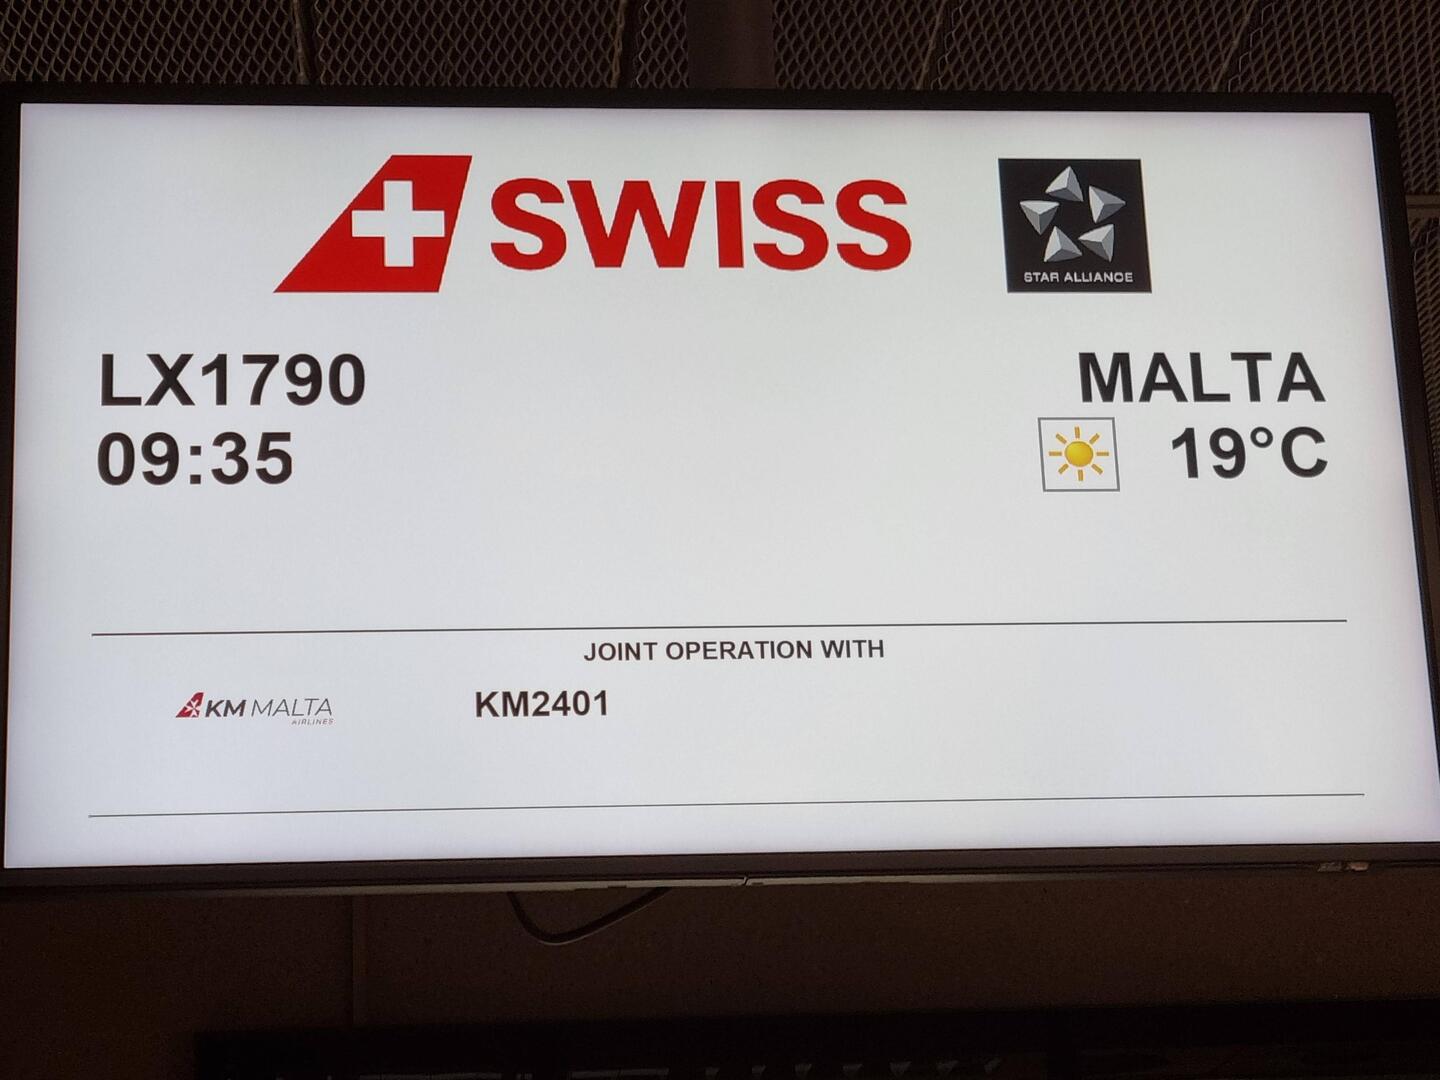 SWISS
STAR ALLIANCE
LX1790
MALTA
09:35
19°C
JOINT OPERATION WITH
KM MALTA
AIRLINES
KM2401